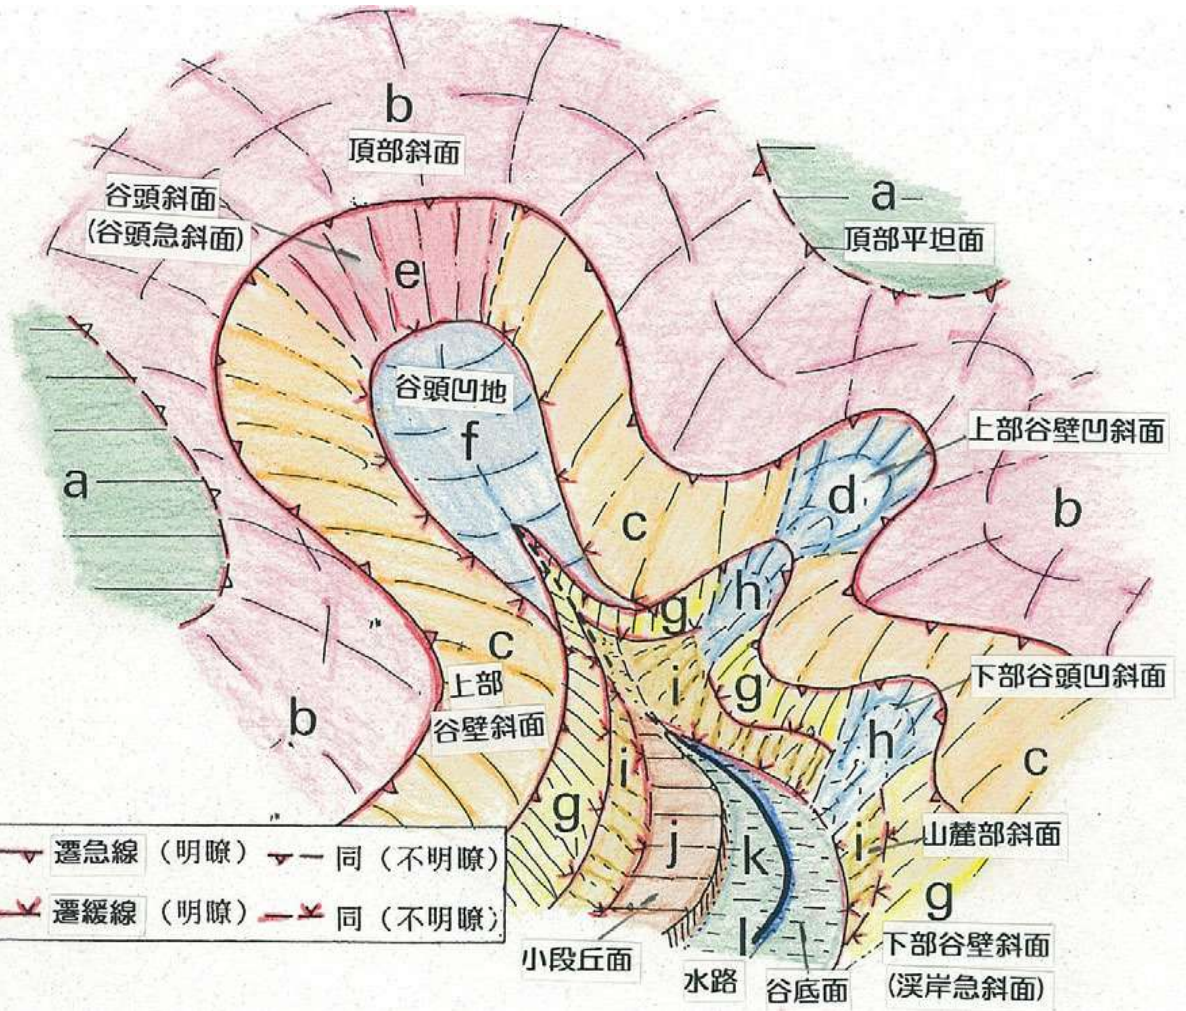 b
頂部斜面
谷頭斜面
(谷頭急斜面)
a
頂部平坦面
e
谷頭凹地
f
上部谷壁凹斜面
a
d
b
c
h
g
c
上部
谷壁斜面
i
g
下部谷頭凹斜面
b
h
c
i
g
j
k
i
山麓部斜面
遷急線（明瞭）
同（不明瞭）
遷緩線（明瞭）
同（不明瞭）
g
l
下部谷壁斜面
(渓岸急斜面)
小段丘面
水路
谷底面